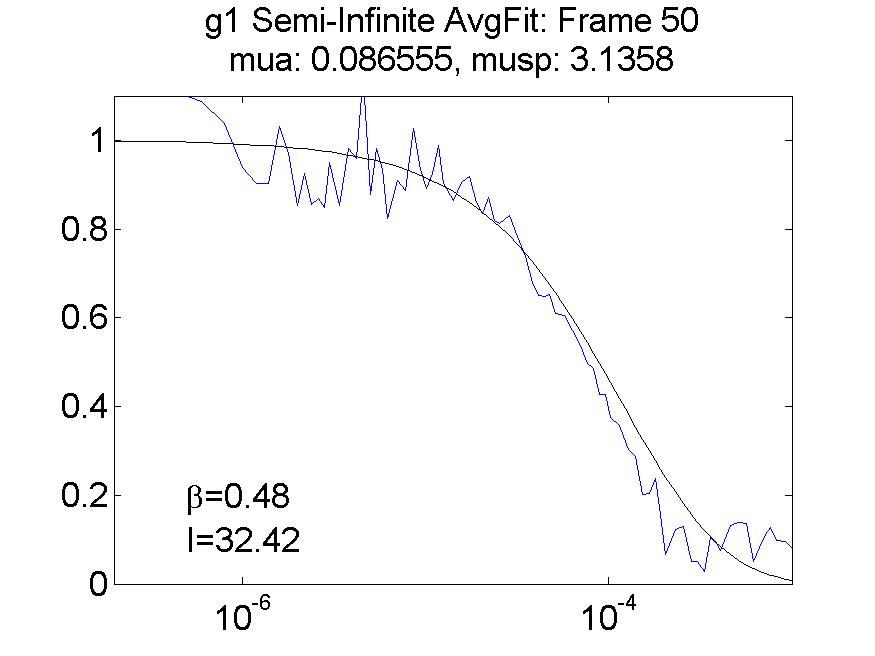 g1 Semi-Infinite AvgFit: Frame 50
mua: 0.086555, musp: 3.1358
1
0.8
0.6
0.4
0.2
0
β=0.48
I=32.42
10^-6
10^-4